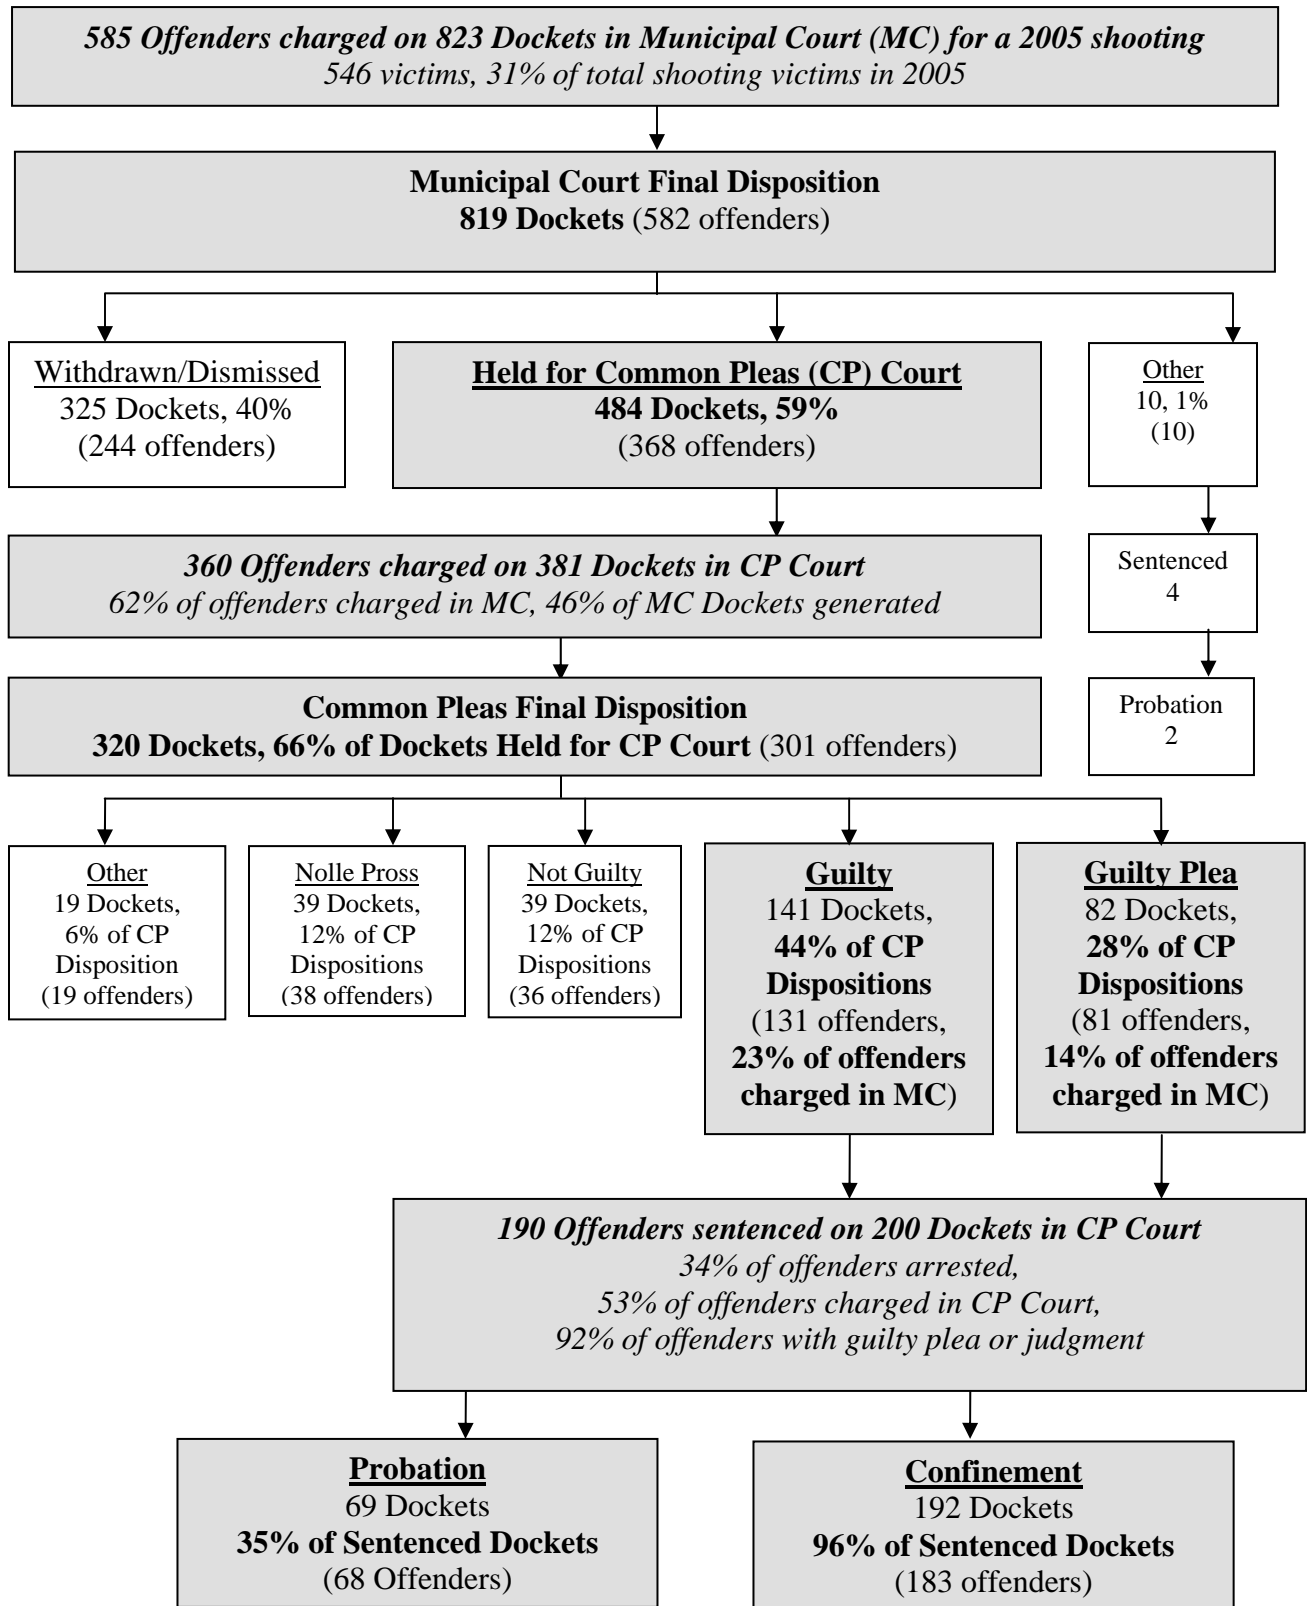 585 Offenders charged on 823 Dockets in Municipal Court (MC) for a 2005 shooting
546 victims, 31% of total shooting victims in 2005
Municipal Court Final Disposition
819 Dockets (582 offenders)
Withdrawn/Dismissed
325 Dockets, 40%
(244 offenders)
Held for Common Pleas (CP) Court
484 Dockets, 59%
(368 offenders)
Other
10, 1%
(10)
360 Offenders charged on 381 Dockets in CP Court
62% of offenders charged in MC, 46% of MC Dockets generated
Sentenced
4
Common Pleas Final Disposition
320 Dockets, 66% of Dockets Held for CP Court (301 offenders)
Probation
2
Other
19 Dockets,
6% of CP
Disposition
(19 offenders)
Nolle Pross
39 Dockets,
12% of CP
Dispositions
(38 offenders)
Not Guilty
39 Dockets,
12% of CP
Dispositions
(36 offenders)
Guilty
141 Dockets,
44% of CP
Dispositions
(131 offenders,
23% of offenders
charged in MC)
Guilty Plea
82 Dockets,
28% of CP
Dispositions
(81 offenders,
14% of offenders
charged in MC)
190 Offenders sentenced on 200 Dockets in CP Court
34% of offenders arrested,
53% of offenders charged in CP Court,
92% of offenders with guilty plea or judgment
Probation
69 Dockets
35% of Sentenced Dockets
(68 Offenders)
Confinement
192 Dockets
96% of Sentenced Dockets
(183 offenders)